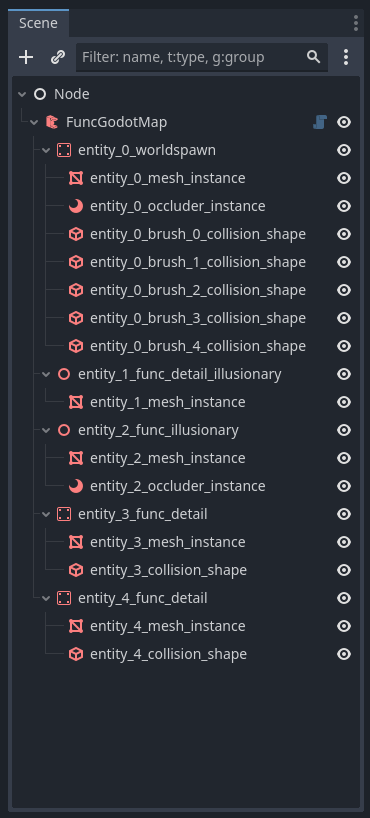 Scene
Filter: name, t:type, g:group
Node
FuncGodotMap
entity_0_worldspawn
entity_0_mesh_instance
entity_0_occluder_instance
entity_0_brush_0_collision_shape
entity_0_brush_1_collision_shape
entity_0_brush_2_collision_shape
entity_0_brush_3_collision_shape
entity_0_brush_4_collision_shape
entity_1_func_detail_illusionary
entity_1_mesh_instance
entity_2_func_illusionary
entity_2_mesh_instance
entity_2_occluder_instance
entity_3_func_detail
entity_3_mesh_instance
entity_3_collision_shape
entity_4_func_detail
entity_4_mesh_instance
entity_4_collision_shape